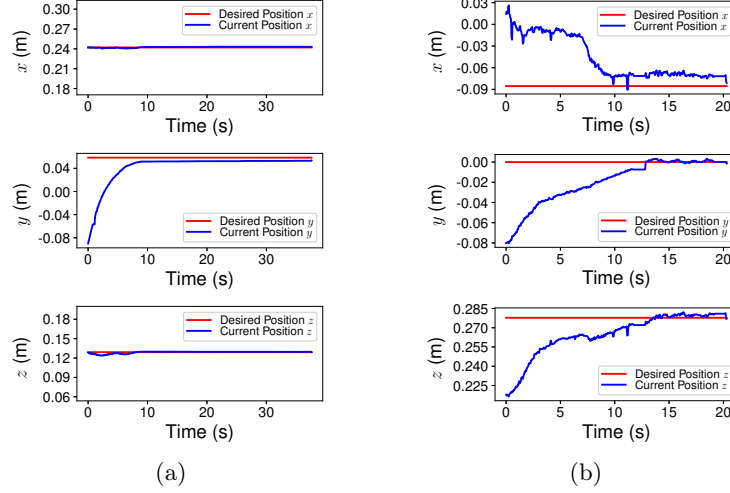 0.30
0.27
0.24
0.21
0.18
x (m)
Desired Position x
Current Position x
0 10 20 30
Time (s)
0.04
0.00
-0.04
-0.08
y (m)
Desired Position y
Current Position y
0 10 20 30
Time (s)
0.18
0.15
0.12
0.09
0.06
z (m)
Desired Position z
Current Position z
0 10 20 30
Time (s)
(a)
0.03
0.00
-0.03
-0.06
-0.09
x (m)
Desired Position x
Current Position x
0 5 10 15 20
Time (s)
0.00
-0.02
-0.04
-0.06
-0.08
y (m)
Desired Position y
Current Position y
0 5 10 15 20
Time (s)
0.285
0.270
0.255
0.240
0.225
z (m)
Desired Position z
Current Position z
0 5 10 15 20
Time (s)
(b)